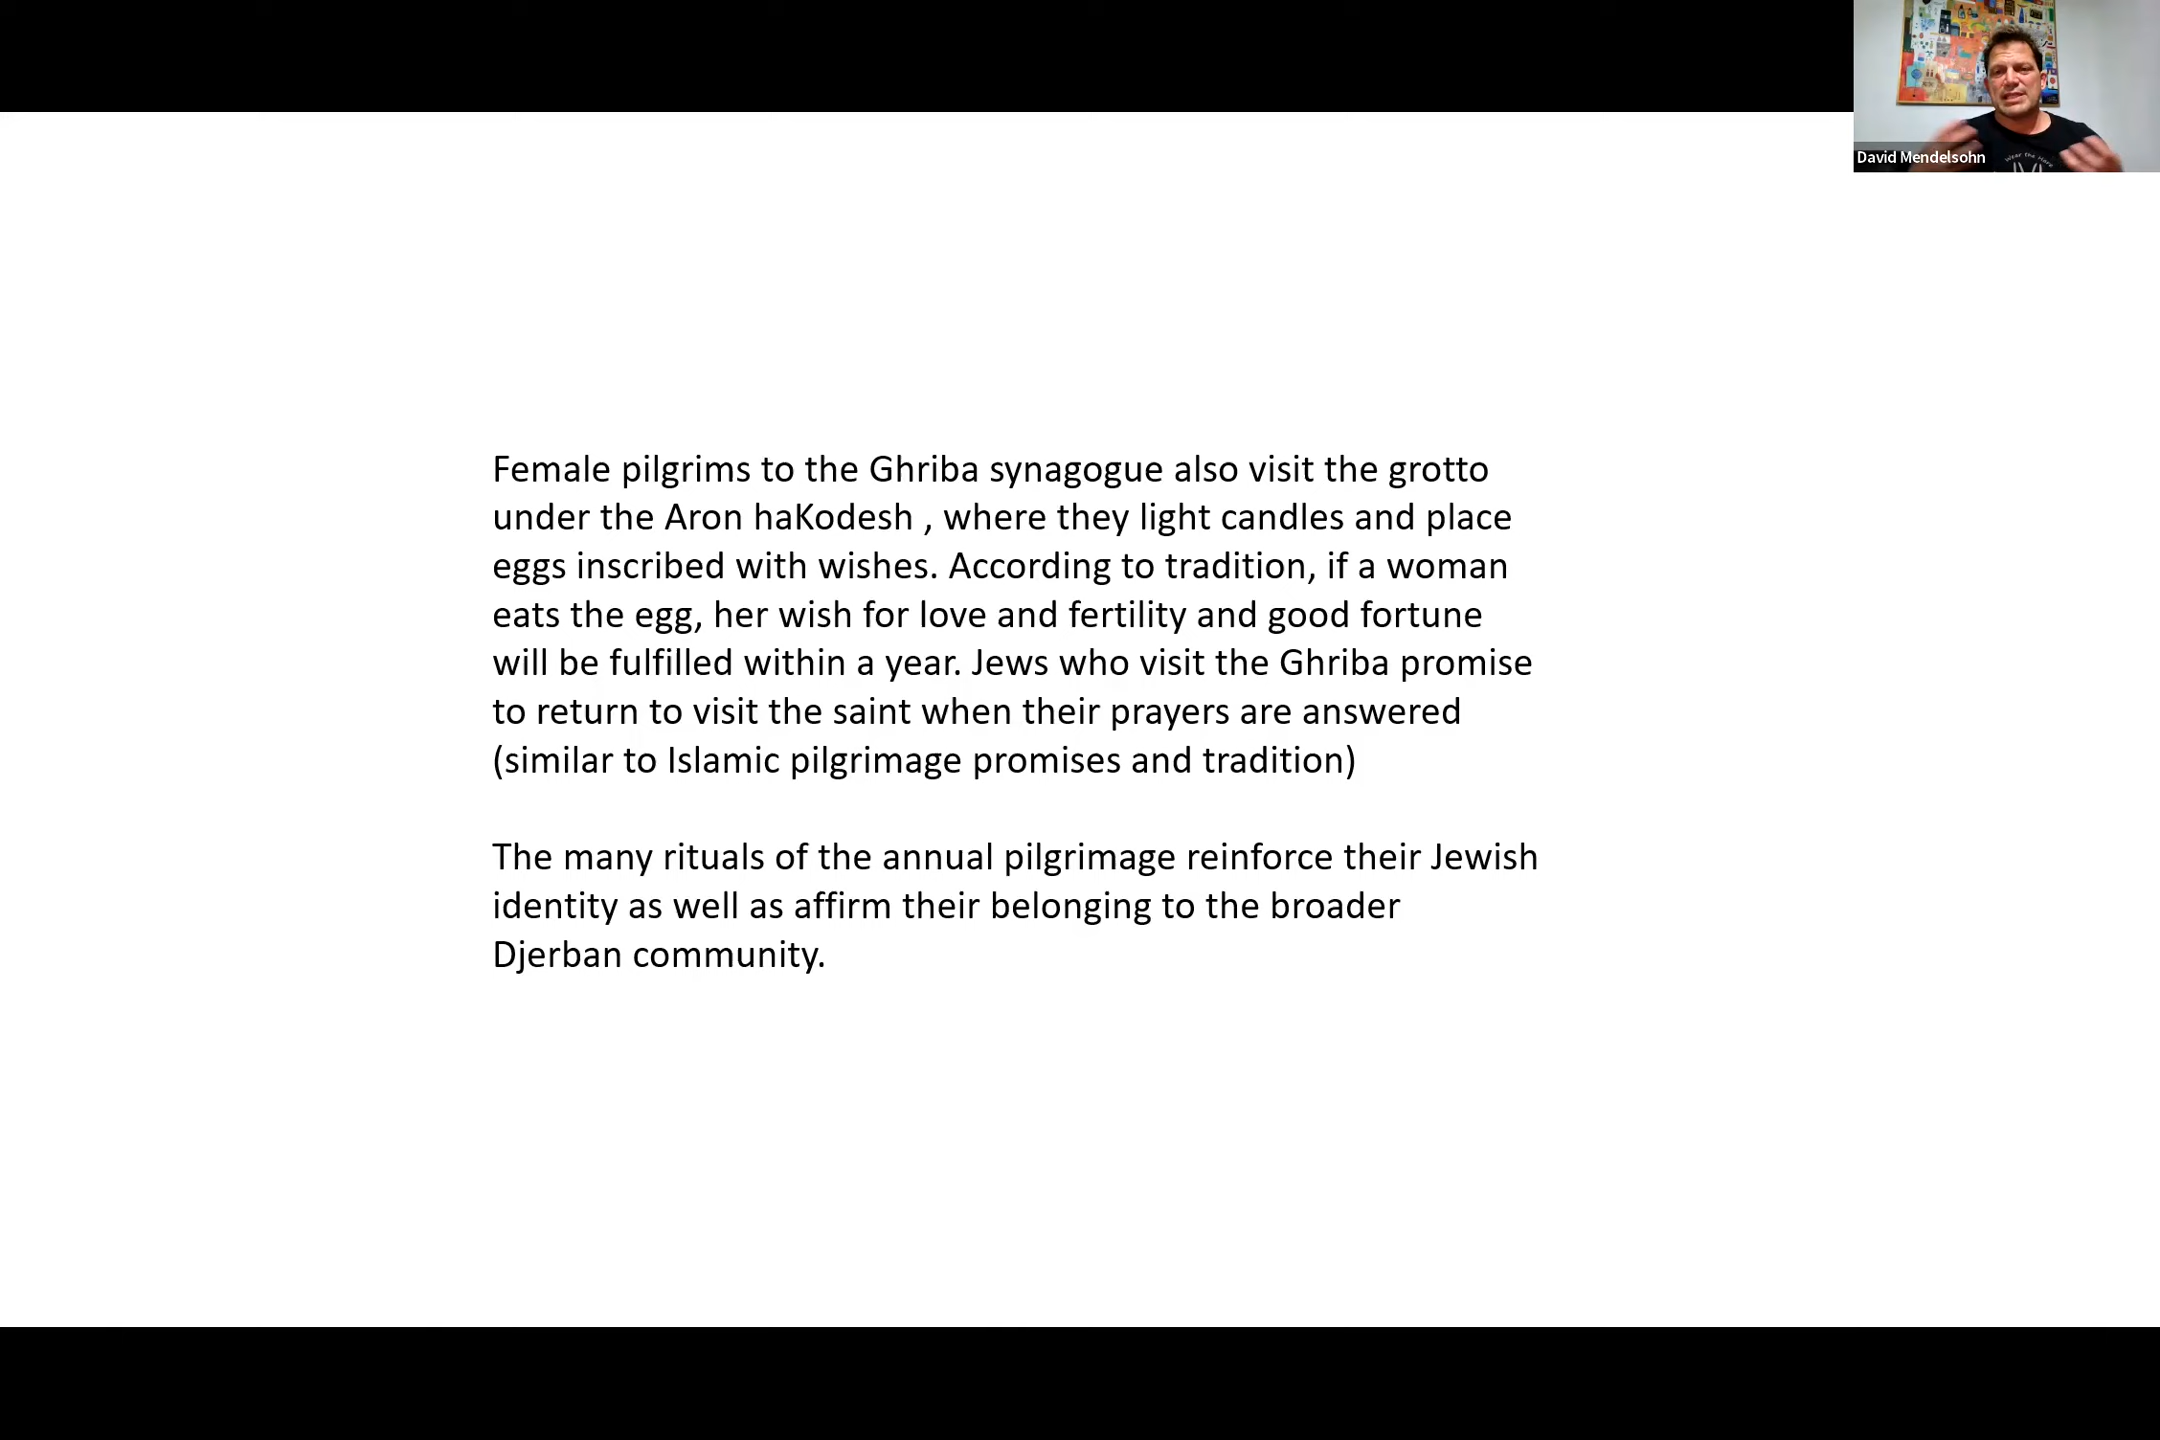 David Mendelsohn
Wear the Mark
Female pilgrims to the Ghriba synagogue also visit the grotto
under the Aron haKodesh , where they light candles and place
eggs inscribed with wishes. According to tradition, if a woman
eats the egg, her wish for love and fertility and good fortune
will be fulfilled within a year. Jews who visit the Ghriba promise
to return to visit the saint when their prayers are answered
(similar to Islamic pilgrimage promises and tradition)
The many rituals of the annual pilgrimage reinforce their Jewish
identity as well as affirm their belonging to the broader
Djerban community.